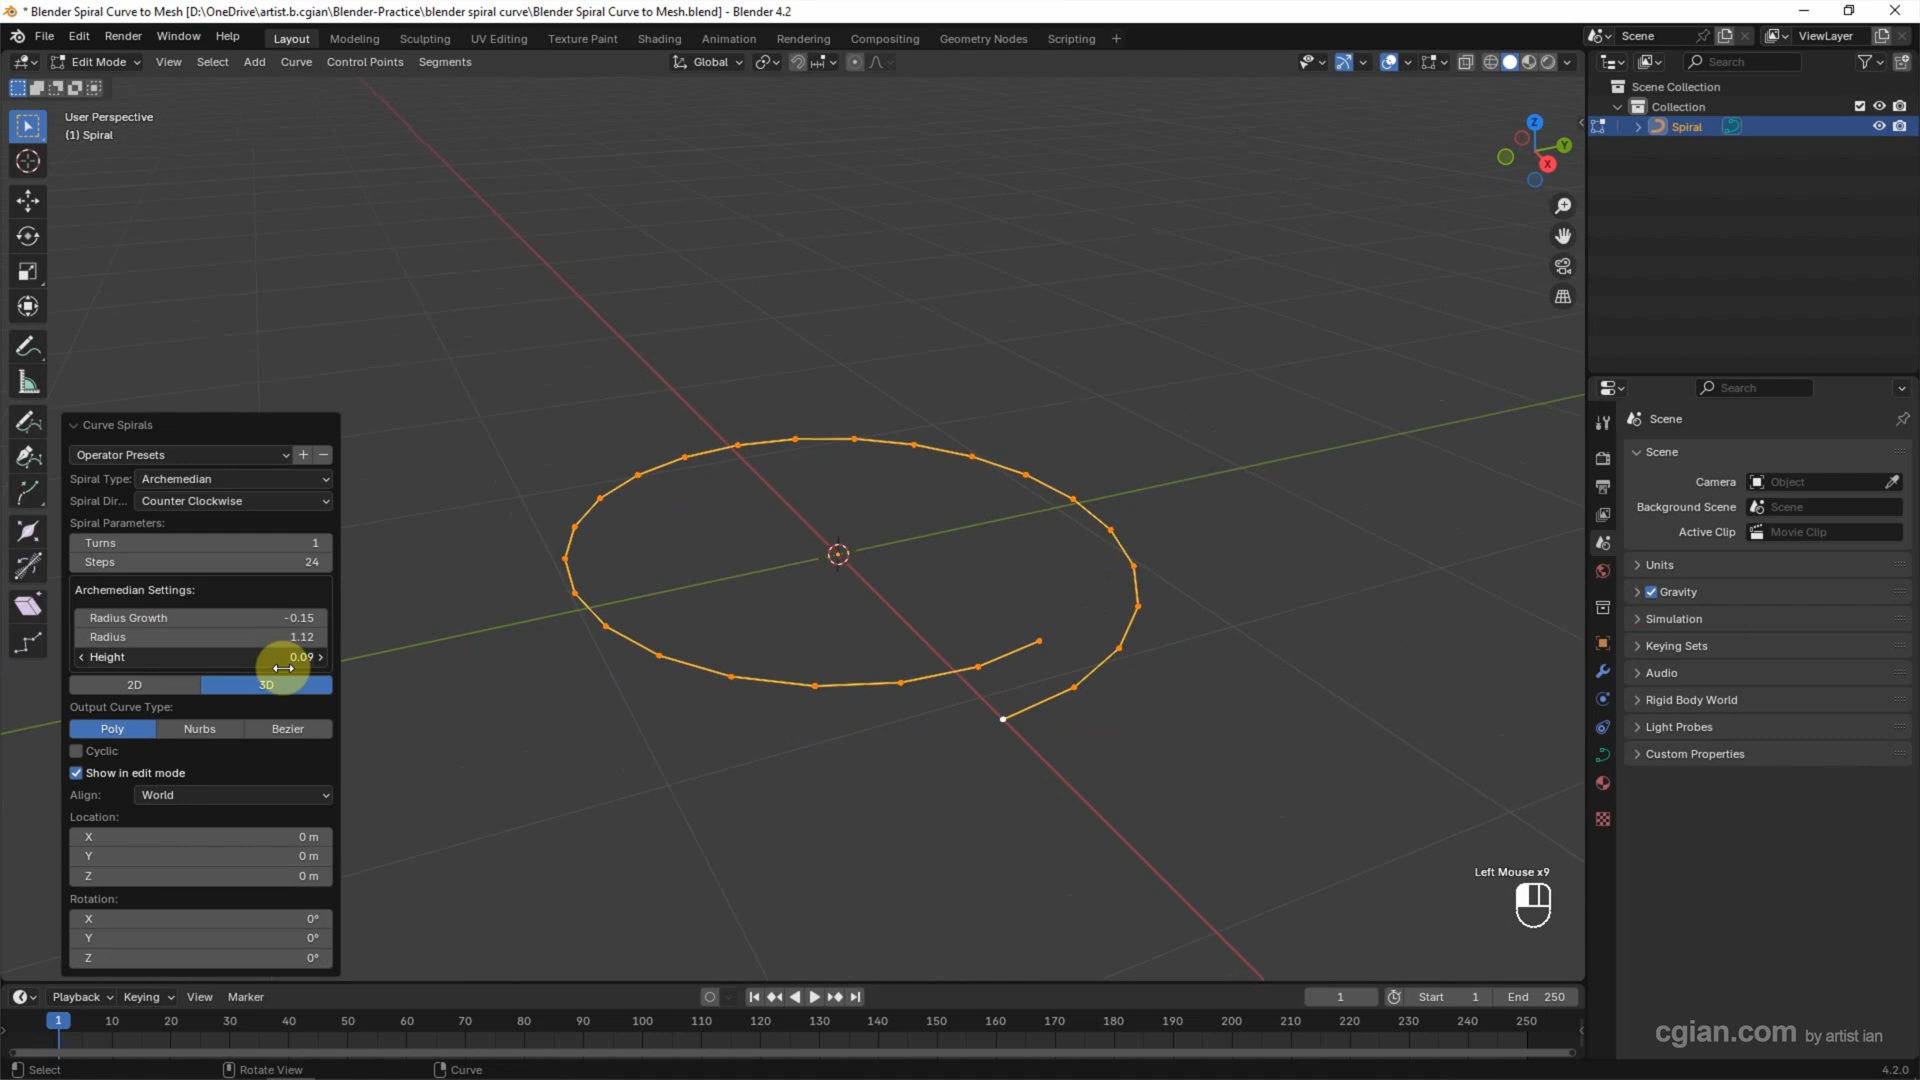 * Blender Spiral Curve to Mesh [D:\OneDrive\artist.b.cgian\Blender-Practice\blender spiral curve\Blender Spiral Curve to Mesh.blend] - Blender 4.2
File Edit Render Window Help Layout Modeling Sculpting UV Editing Texture Paint Shading Animation Rendering Compositing Geometry Nodes Scripting + Scene ViewLayer
Edit Mode View Select Add Curve Control Points Segments Global Search
User Perspective
(1) Spiral
Scene Collection
Collection
Spiral
Z
Y
X
Search
Scene
Scene
Camera Object
Background Scene Scene
Active Clip Movie Clip
Units
Gravity
Simulation
Keying Sets
Audio
Rigid Body World
Light Probes
Custom Properties
Curve Spirals
Operator Presets
Spiral Type: Archemedian
Spiral Dir... Counter Clockwise
Spiral Parameters:
Turns 1
Steps 24
Archemedian Settings:
Radius Growth -0.15
Radius 1.12
Height 0.09
2D 3D
Output Curve Type:
Poly Nurbs Bezier
Cyclic
Show in edit mode
Align: World
Location:
X 0 m
Y 0 m
Z 0 m
Rotation:
X 0°
Y 0°
Z 0°
Left Mouse x9
Playback Keying View Marker 1 Start 1 End 250
1 10 20 30 40 50 60 70 80 90 100 110 120 130 140 150 160 170 180 190 200 210 220 230 240 250
cgian.com by artist ian
Select Rotate View Curve 4.2.0